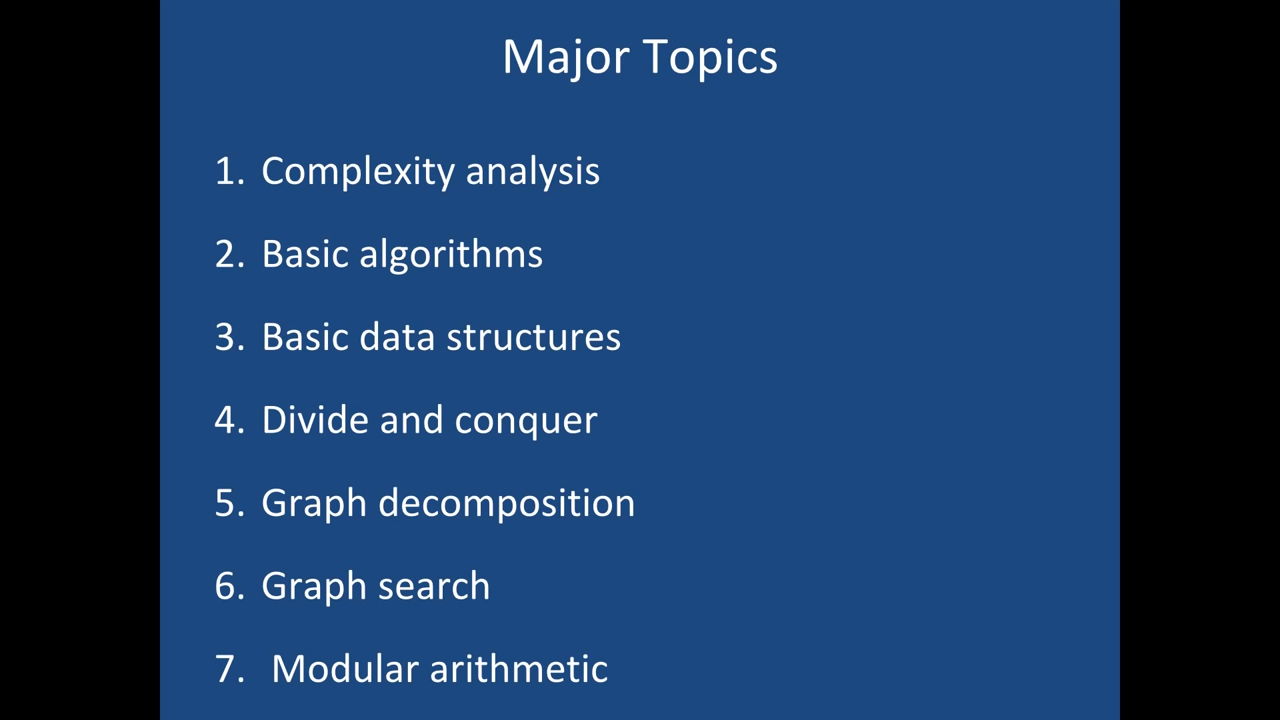 Major Topics
1. Complexity analysis
2. Basic algorithms
3. Basic data structures
4. Divide and conquer
5. Graph decomposition
6. Graph search
7. Modular arithmetic